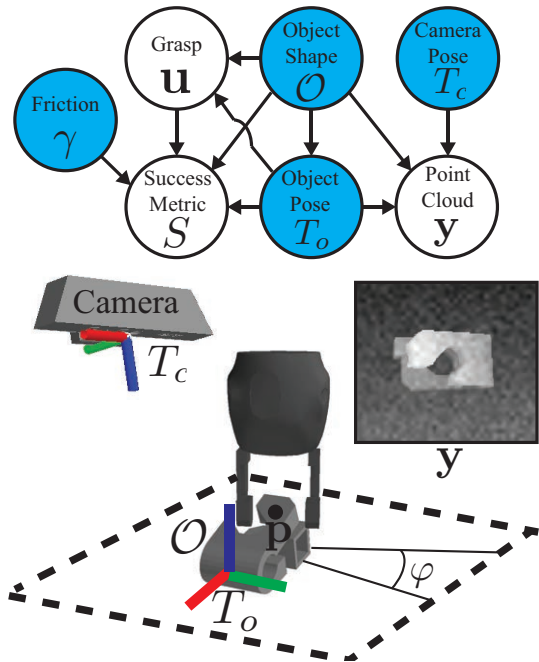 Grasp
u
Object
Shape
O
Camera
Pose
T_c
Friction
γ
Success
Metric
S
Object
Pose
T_o
Point
Cloud
y
Camera
T_c
y
O
p
T_o
φ